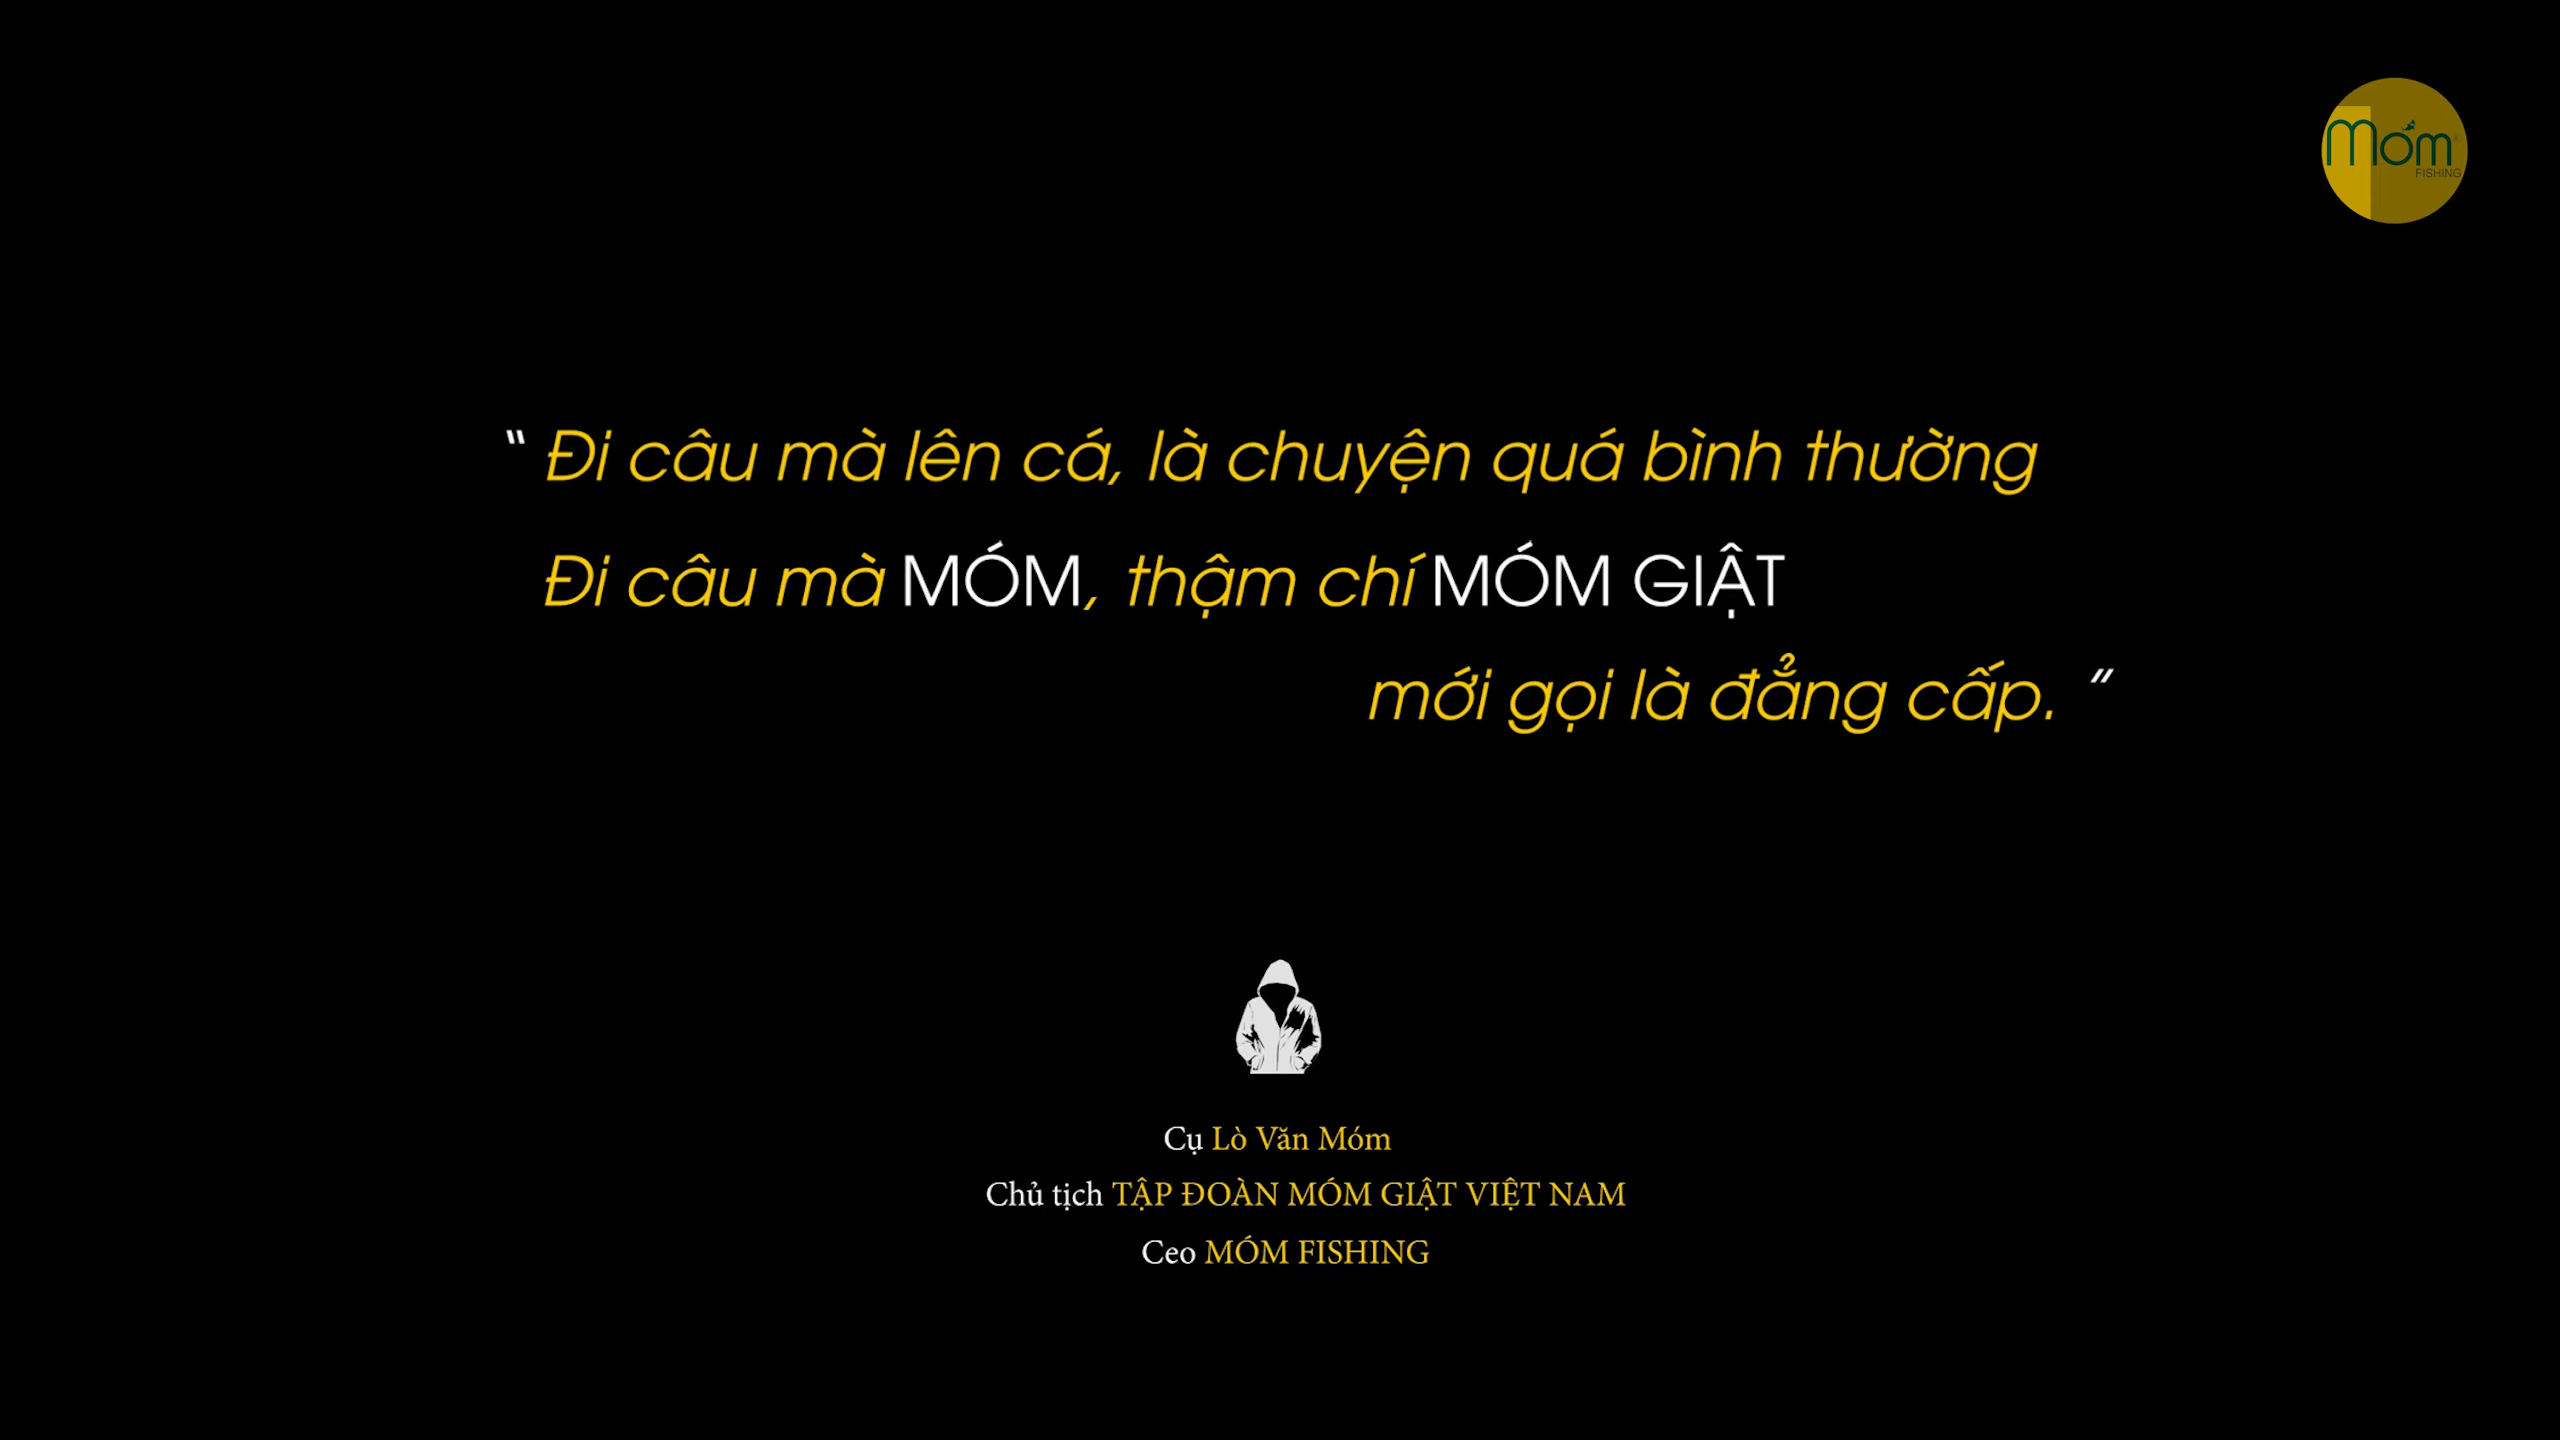 Móm
FISHING
“ Đi câu mà lên cá, là chuyện quá bình thường
Đi câu mà MÓM, thậm chí MÓM GIẬT
mới gọi là đẳng cấp. ”
Cụ Lò Văn Móm
Chủ tịch TẬP ĐOÀN MÓM GIẬT VIỆT NAM
Ceo MÓM FISHING